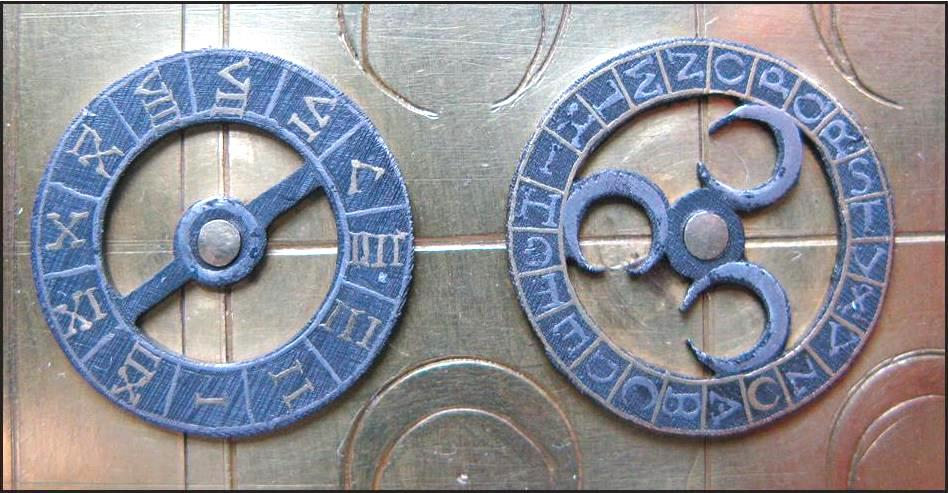 I II III IIII V VI VII VIII IX X XI XII
A B C D E F G H I K L M N O P Q R S T V X Y Z